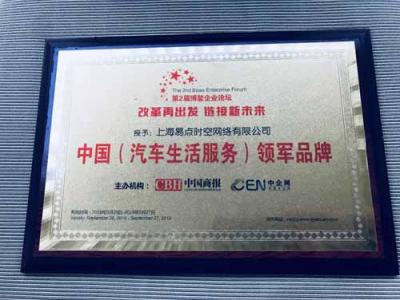 The 2nd Boao Enterprise Forum
第2届博鳌企业论坛
改革再出发 链接新未来
授予：上海易点时空网络有限公司
中国（汽车生活服务）领军品牌
主办机构： CBH 中国商报 CEN 中企网